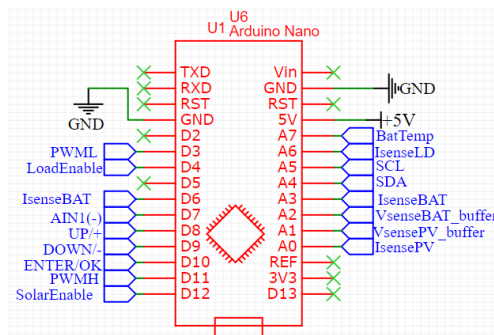 U6
U1 Arduino Nano
TXD
RXD
RST
GND
D2
D3
D4
D5
D6
D7
D8
D9
D10
D11
D12
Vin
GND
RST
5V
A7
A6
A5
A4
A3
A2
A1
A0
REF
3V3
D13
GND
PWML
LoadEnable
IsenseBAT
AIN1(-)
UP/+
DOWN/-
ENTER/OK
PWMH
SolarEnable
GND
+5V
BatTemp
IsenseLD
SCL
SDA
IsenseBAT
VsenseBAT_buffer
VsensePV_buffer
IsensePV